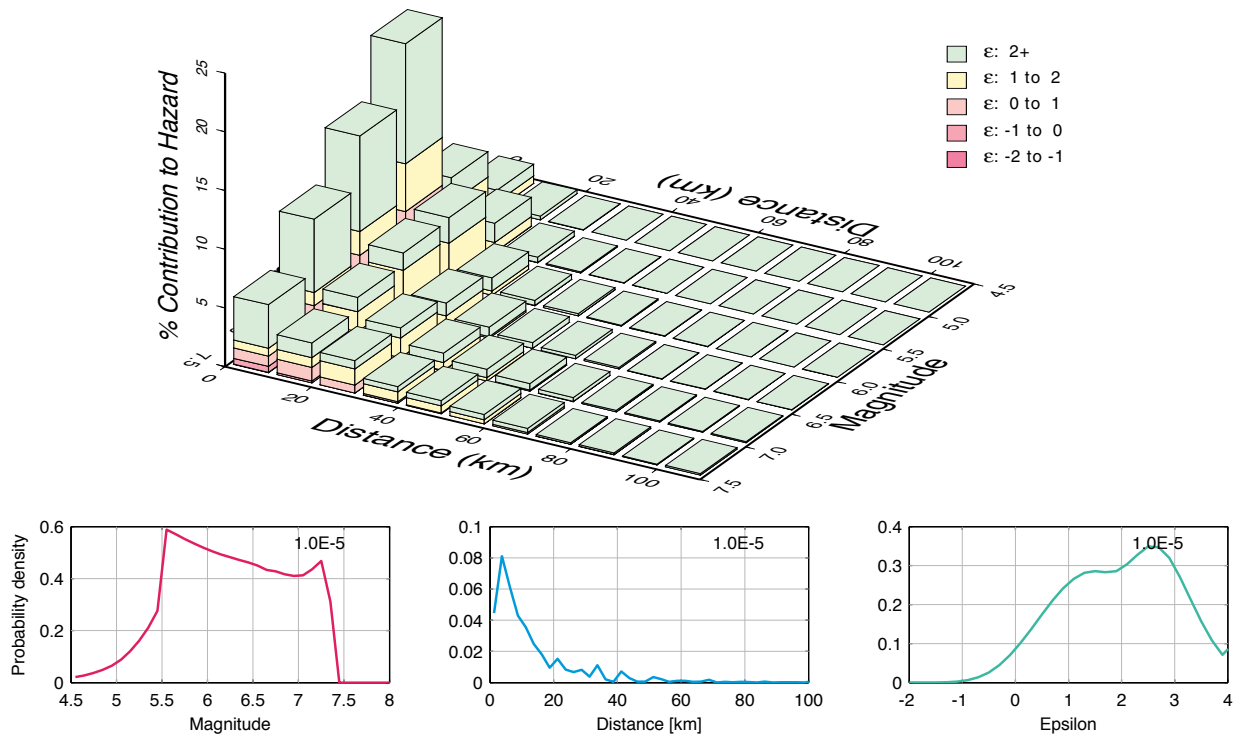 % Contribution to Hazard
25
20
15
10
5
ε: 2+
ε: 1 to 2
ε: 0 to 1
ε: -1 to 0
ε: -2 to -1
20
40
60
80
100
Distance (km)
4.5
5.0
5.5
6.0
6.5
7.0
7.5
Magnitude
7.5
0
20
40
60
80
100
Distance (km)
Probability density
0.6
0.4
0.2
0
1.0E-5
4.5 5 5.5 6 6.5 7 7.5 8
Magnitude
0.1
0.08
0.06
0.04
0.02
0
1.0E-5
0 20 40 60 80 100
Distance [km]
0.4
0.3
0.2
0.1
0
1.0E-5
-2 -1 0 1 2 3 4
Epsilon